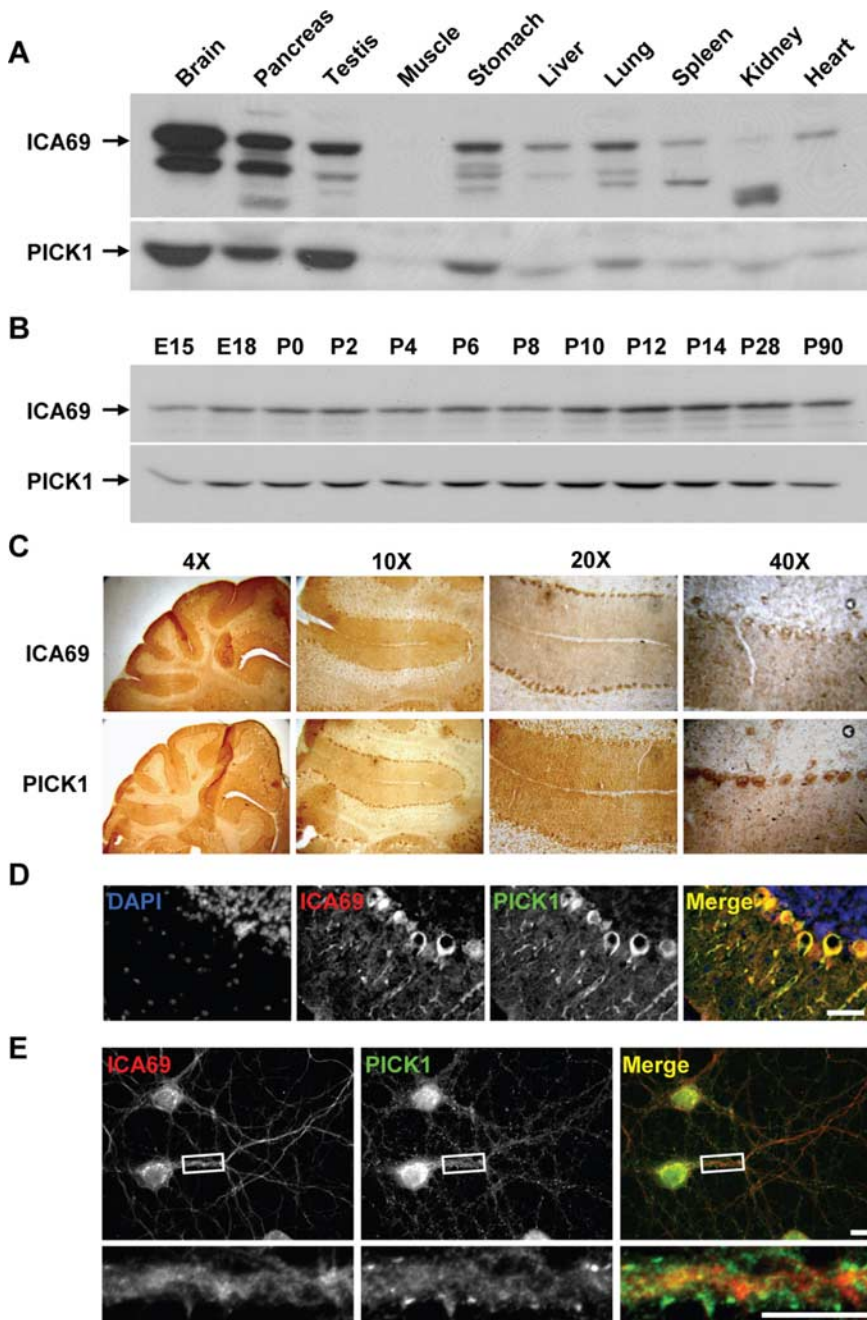 A
Brain Pancreas Testis Muscle Stomach Liver Lung Spleen Kidney Heart
ICA69
PICK1
B
E15 E18 P0 P2 P4 P6 P8 P10 P12 P14 P28 P90
ICA69
PICK1
C
4X 10X 20X 40X
ICA69
PICK1
D
DAPI ICA69 PICK1 Merge
E
ICA69 PICK1 Merge